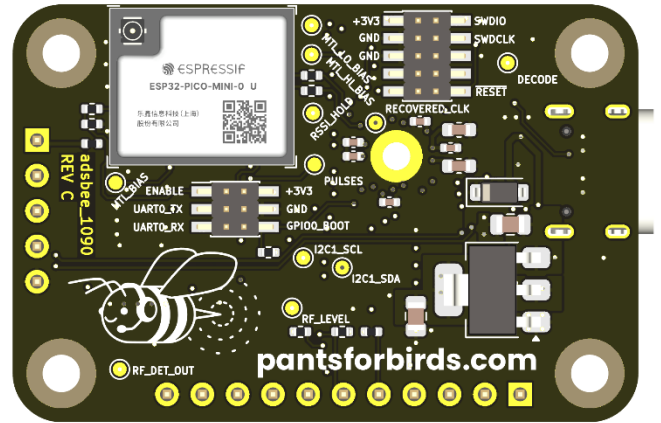 ESPRESSIF
ESP32-PICO-MINI-0 U
乐鑫信息科技(上海)
股份有限公司
MTL_LO_BIAS
MTL_HI_BIAS
RSSI_HOLD
PULSES
MTL_BIAS
+3V3
GND
GND
SWDIO
SWDCLK
RESET
RECOVERED_CLK
DECODE
adsbee_1090
REV C
ENABLE
UART0_TX
UART0_RX
+3V3
GND
GPIO0_BOOT
I2C1_SCL
I2C1_SDA
RF_LEVEL
RF_DET_OUT
pantsforbirds.com